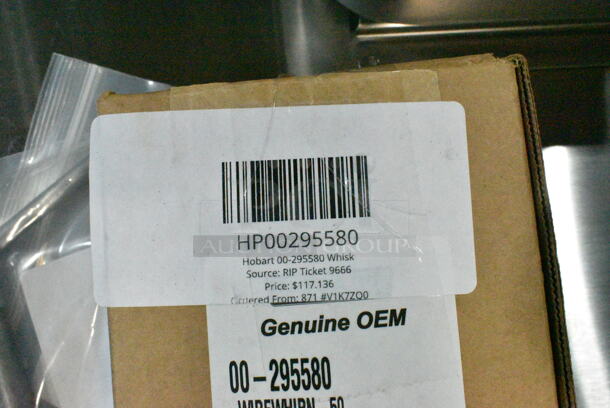 HP00295580
Hobart 00-295580 Whisk
Source: RIP Ticket 9666
Price: $117.136
Ordered From: 871 #V1K7ZQ0
Genuine OEM
00-295580